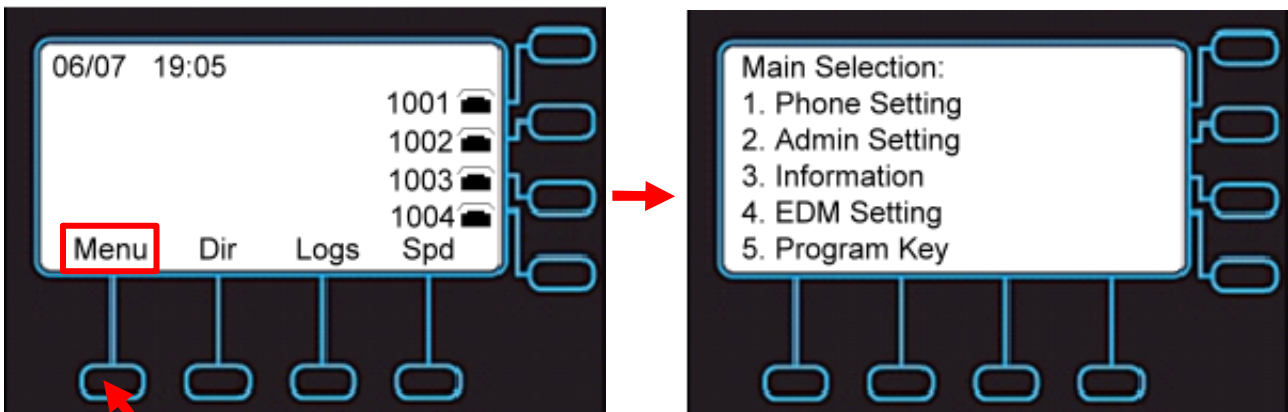 06/07 19:05
1001
1002
1003
1004
Menu Dir Logs Spd
Main Selection:
1. Phone Setting
2. Admin Setting
3. Information
4. EDM Setting
5. Program Key